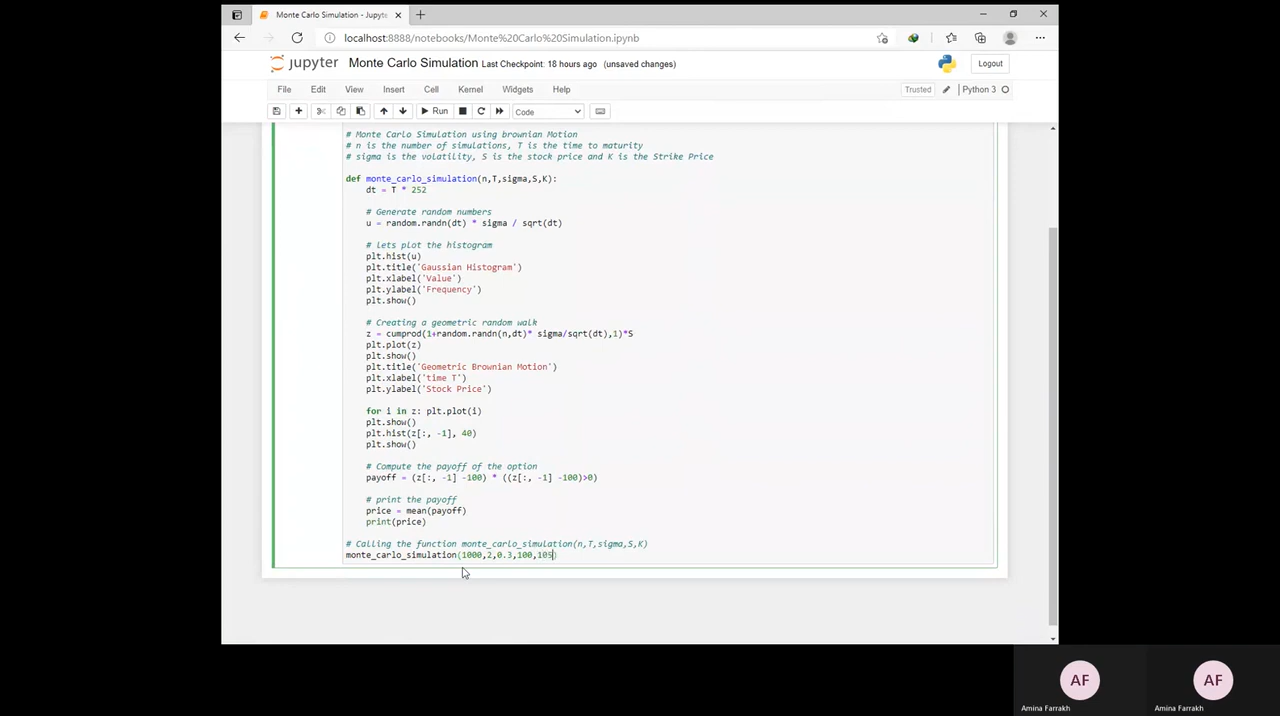 Monte Carlo Simulation - Jupyte
localhost:8888/notebooks/Monte%20Carlo%20Simulation.ipynb
jupyter Monte Carlo Simulation Last Checkpoint: 18 hours ago (unsaved changes)
Logout
File Edit View Insert Cell Kernel Widgets Help
Trusted Python 3
Run Code
# Monte Carlo Simulation using brownian Motion
# n is the number of simulations, T is the time to maturity
# sigma is the volatility, S is the stock price and K is the Strike Price
def monte_carlo_simulation(n,T,sigma,S,K):
dt = T * 252
# Generate random numbers
u = random.randn(dt) * sigma / sqrt(dt)
# Lets plot the histogram
plt.hist(u)
plt.title('Gaussian Histogram')
plt.xlabel('Value')
plt.ylabel('Frequency')
plt.show()
# Creating a geometric random walk
z = cumprod(1+random.randn(n,dt)* sigma/sqrt(dt),1)*S
plt.plot(z)
plt.show()
plt.title('Geometric Brownian Motion')
plt.xlabel('time T')
plt.ylabel('Stock Price')
for i in z: plt.plot(i)
plt.show()
plt.hist(z[:, -1], 40)
plt.show()
# Compute the payoff of the option
payoff = (z[:, -1] -100) * ((z[:, -1] -100)>0)
# print the payoff
price = mean(payoff)
print(price)
# Calling the function monte_carlo_simulation(n,T,sigma,S,K)
monte_carlo_simulation(1000,2,0.3,100,105)
AF AF
Amina Farrakh Amina Farrakh